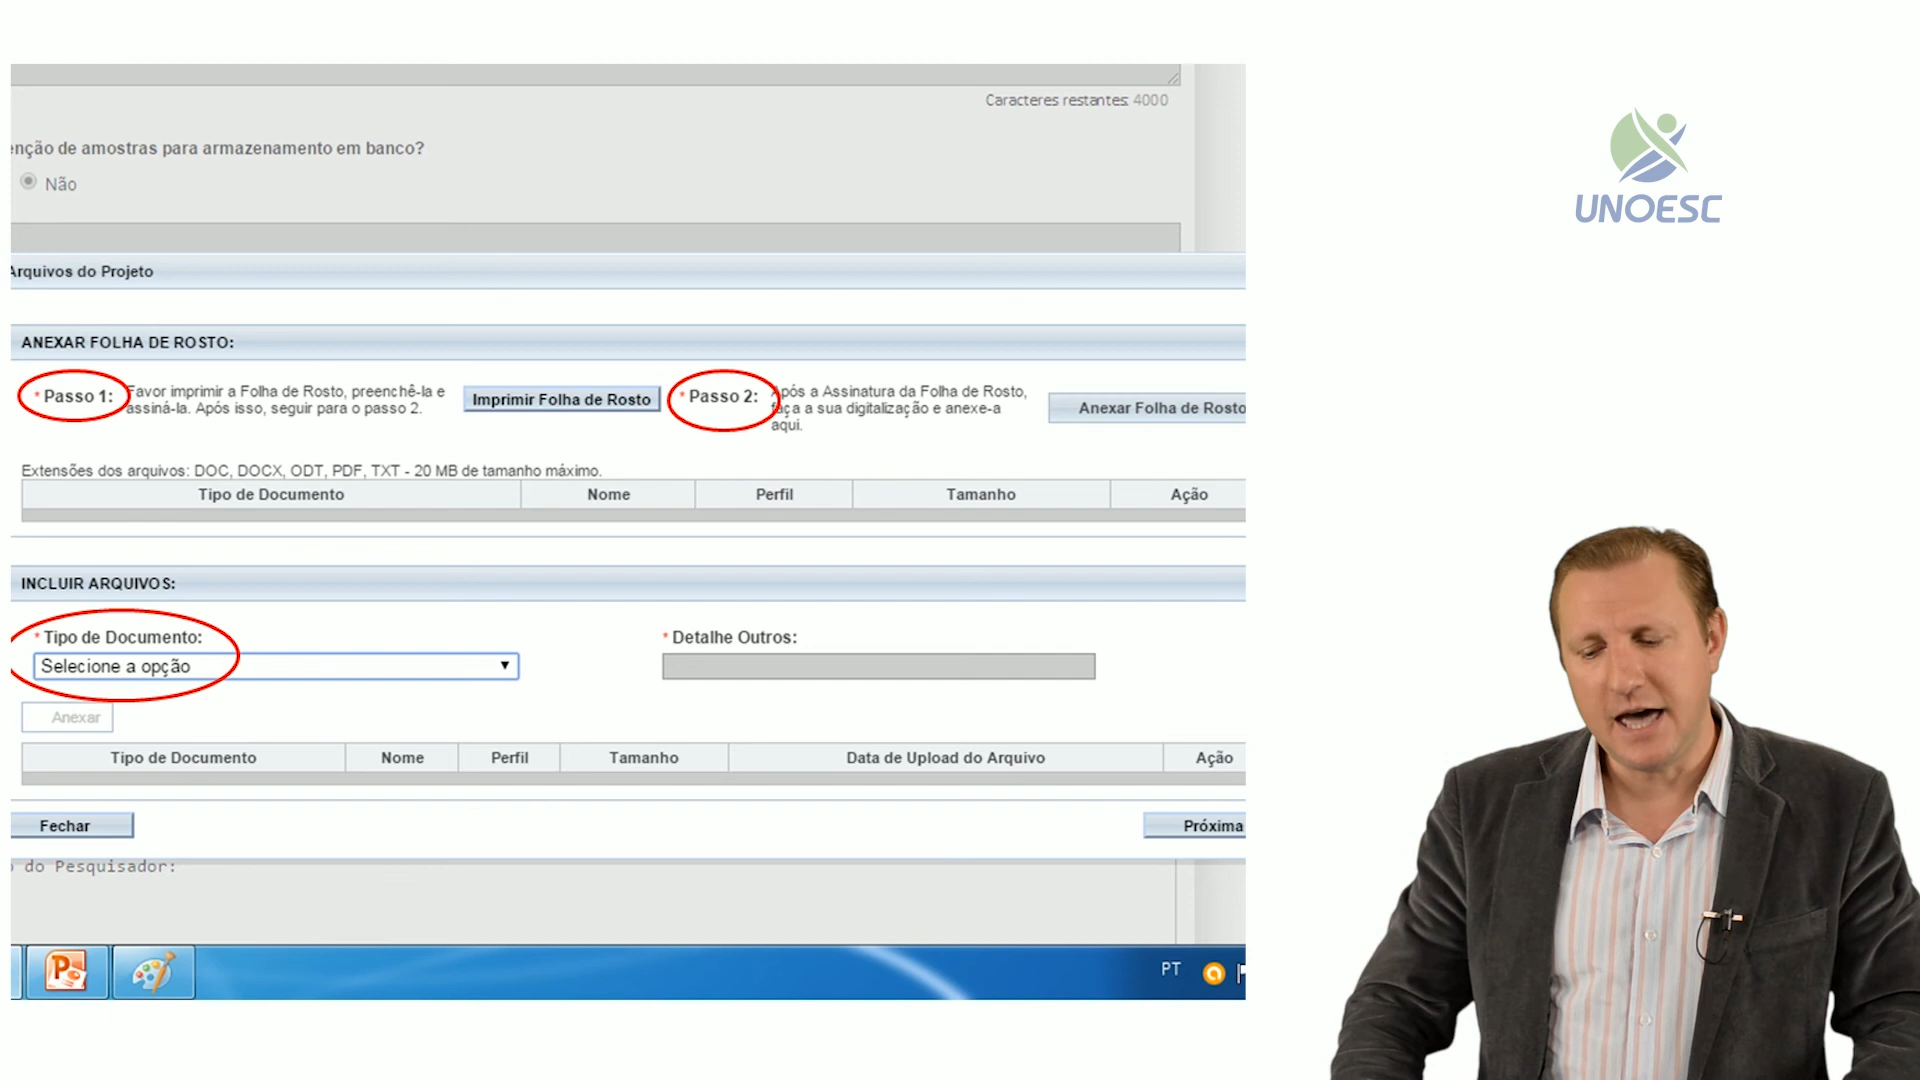 Caracteres restantes: 4000
enção de amostras para armazenamento em banco?
Não
UNOESC
Arquivos do Projeto
ANEXAR FOLHA DE ROSTO:
* Passo 1:
Favor imprimir a Folha de Rosto, preenchê-la e
assiná-la. Após isso, seguir para o passo 2.
Imprimir Folha de Rosto
* Passo 2:
Após a Assinatura da Folha de Rosto,
faça a sua digitalização e anexe-a
aqui.
Anexar Folha de Rosto
Extensões dos arquivos: DOC, DOCX, ODT, PDF, TXT - 20 MB de tamanho máximo.
Tipo de Documento Nome Perfil Tamanho Ação
INCLUIR ARQUIVOS:
* Tipo de Documento:
Selecione a opção
* Detalhe Outros:
Anexar
Tipo de Documento Nome Perfil Tamanho Data de Upload do Arquivo Ação
Fechar
Próxima
do Pesquisador:
PT